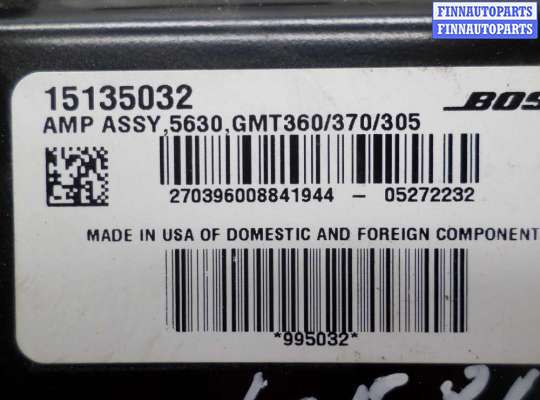 FINNAUTOPARTS
FINNAUTOPARTS
15135032
AMP ASSY,5630,GMT360/370/305
270396008841944 - 05272232
MADE IN USA OF DOMESTIC AND FOREIGN COMPONENT
*995032*